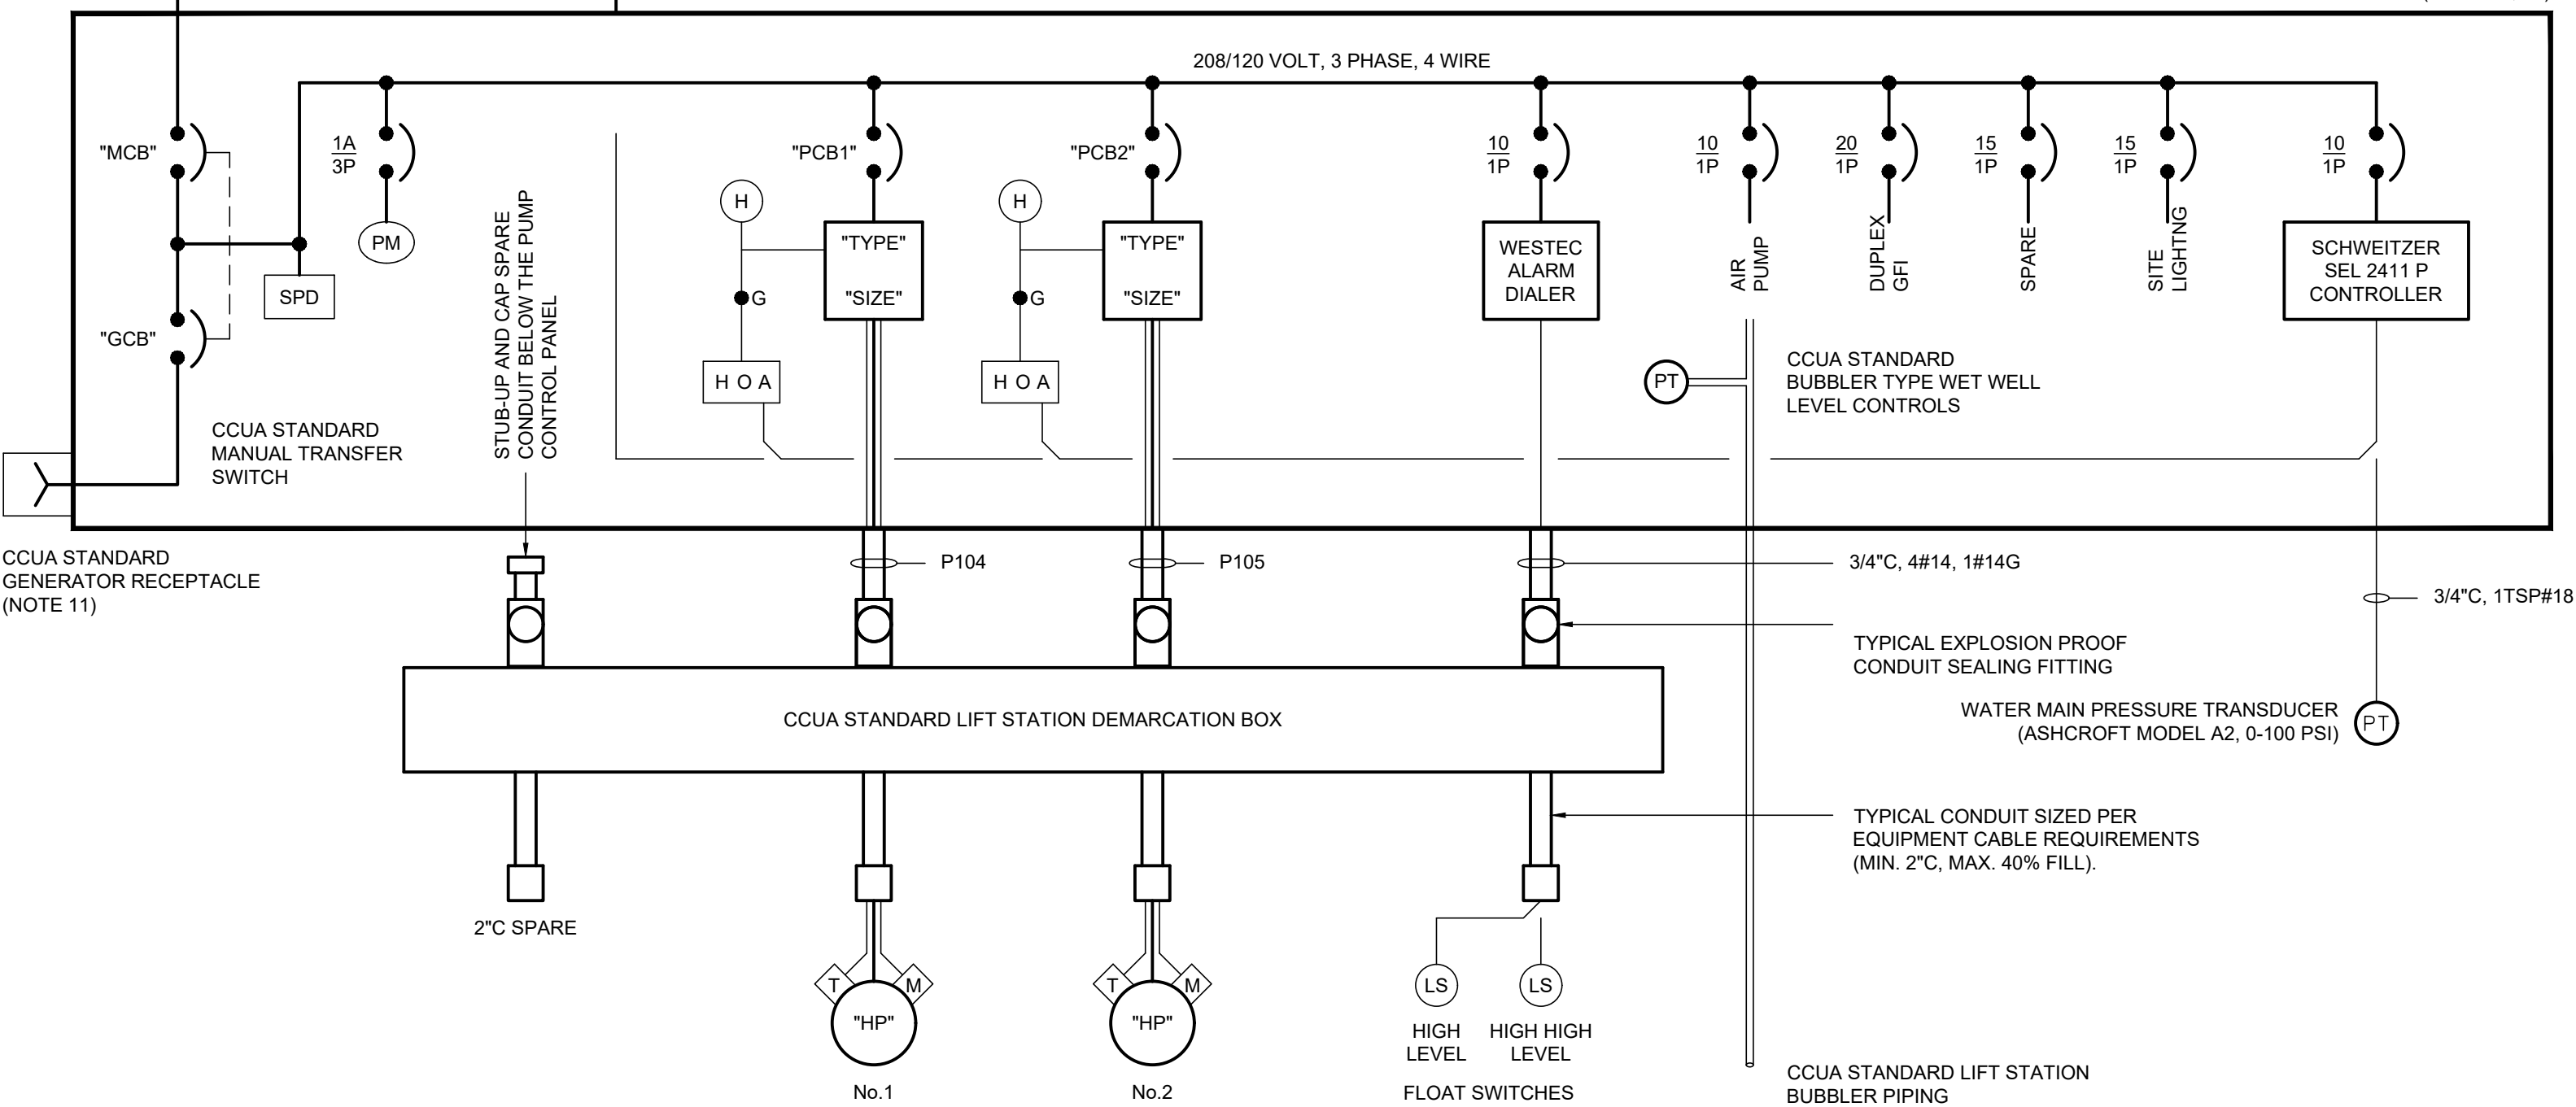 208/120 VOLT, 3 PHASE, 4 WIRE
"MCB"
1A
3P
"PCB1"
"PCB2"
10
1P
10
1P
20
1P
15
1P
15
1P
10
1P
H
H
PM
SPD
"GCB"
STUB-UP AND CAP SPARE
CONDUIT BELOW THE PUMP
CONTROL PANEL
"TYPE"
"SIZE"
"TYPE"
"SIZE"
G
G
H O A
H O A
WESTEC
ALARM
DIALER
AIR
PUMP
DUPLEX
GFI
SPARE
SITE
LIGHTNG
SCHWEITZER
SEL 2411 P
CONTROLLER
PT
CCUA STANDARD
BUBBLER TYPE WET WELL
LEVEL CONTROLS
CCUA STANDARD
MANUAL TRANSFER
SWITCH
CCUA STANDARD
GENERATOR RECEPTACLE
(NOTE 11)
P104
P105
3/4"C, 4#14, 1#14G
3/4"C, 1TSP#18
TYPICAL EXPLOSION PROOF
CONDUIT SEALING FITTING
CCUA STANDARD LIFT STATION DEMARCATION BOX
WATER MAIN PRESSURE TRANSDUCER
(ASHCROFT MODEL A2, 0-100 PSI)
PT
TYPICAL CONDUIT SIZED PER
EQUIPMENT CABLE REQUIREMENTS
(MIN. 2"C, MAX. 40% FILL).
2"C SPARE
T
M
"HP"
No.1
T
M
"HP"
No.2
LS
LS
HIGH
LEVEL
HIGH HIGH
LEVEL
FLOAT SWITCHES
CCUA STANDARD LIFT STATION
BUBBLER PIPING